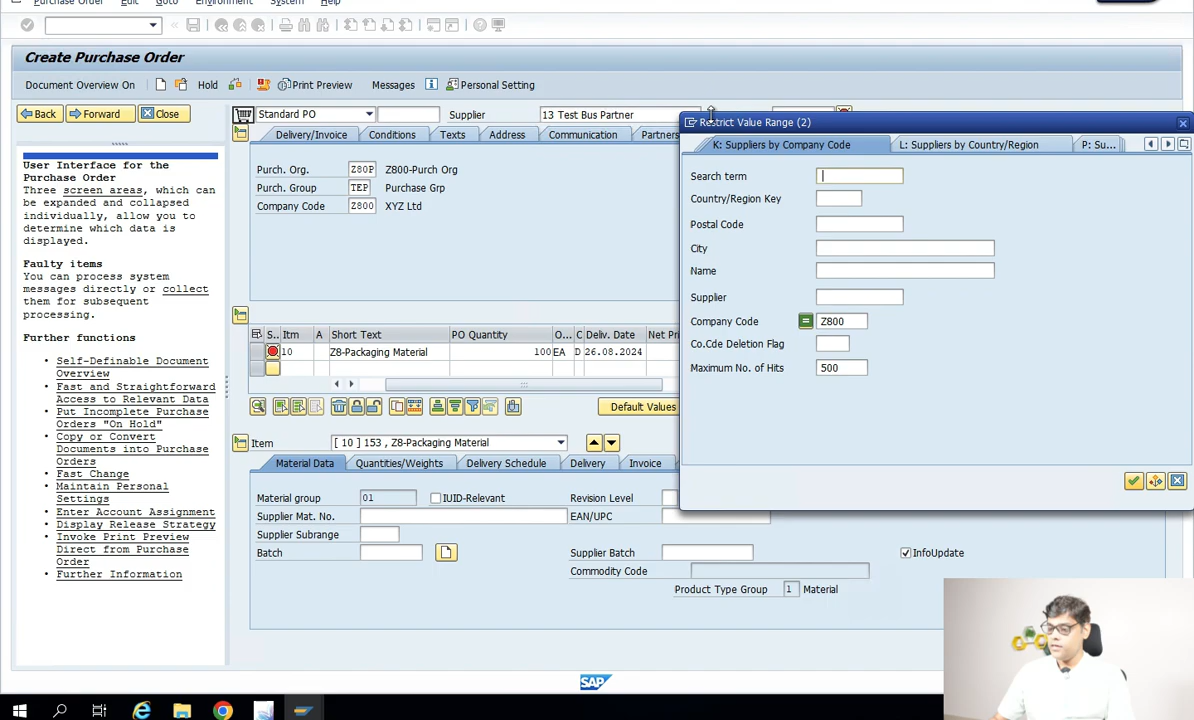 Purchase Order Edit Goto Environment System Help
Create Purchase Order
Document Overview On Hold Print Preview Messages Personal Setting
Back Forward Close
Standard PO Supplier 13 Test Bus Partner
Delivery/Invoice Conditions Texts Address Communication Partners
Purch. Org. Z80P Z800-Purch Org
Purch. Group TEP Purchase Grp
Company Code Z800 XYZ Ltd
User Interface for the
Purchase Order
Three screen areas, which can
be expanded and collapsed
individually, allow you to
determine which data is
displayed.
Faulty items
You can process system
messages directly or collect
them for subsequent
processing.
Further functions
Self-Definable Document
Overview
Fast and Straightforward
Access to Relevant Data
Put Incomplete Purchase
Orders "On Hold"
Copy or Convert
Documents into Purchase
Orders
Fast Change
Maintain Personal
Settings
Enter Account Assignment
Display Release Strategy
Invoke Print Preview
Direct from Purchase
Order
Further Information
S.. Itm A Short Text PO Quantity O... C Deliv. Date Net Pri
10 Z8-Packaging Material 100 EA D 26.08.2024
Default Values
Item [ 10 ] 153 , Z8-Packaging Material
Material Data Quantities/Weights Delivery Schedule Delivery Invoice
Material group 01 IUID-Relevant Revision Level
Supplier Mat. No. EAN/UPC
Supplier Subrange
Batch Supplier Batch InfoUpdate
Commodity Code
Product Type Group 1 Material
Restrict Value Range (2)
K: Suppliers by Company Code L: Suppliers by Country/Region P: Su...
Search term
Country/Region Key
Postal Code
City
Name
Supplier
Company Code = Z800
Co.Cde Deletion Flag
Maximum No. of Hits 500
SAP